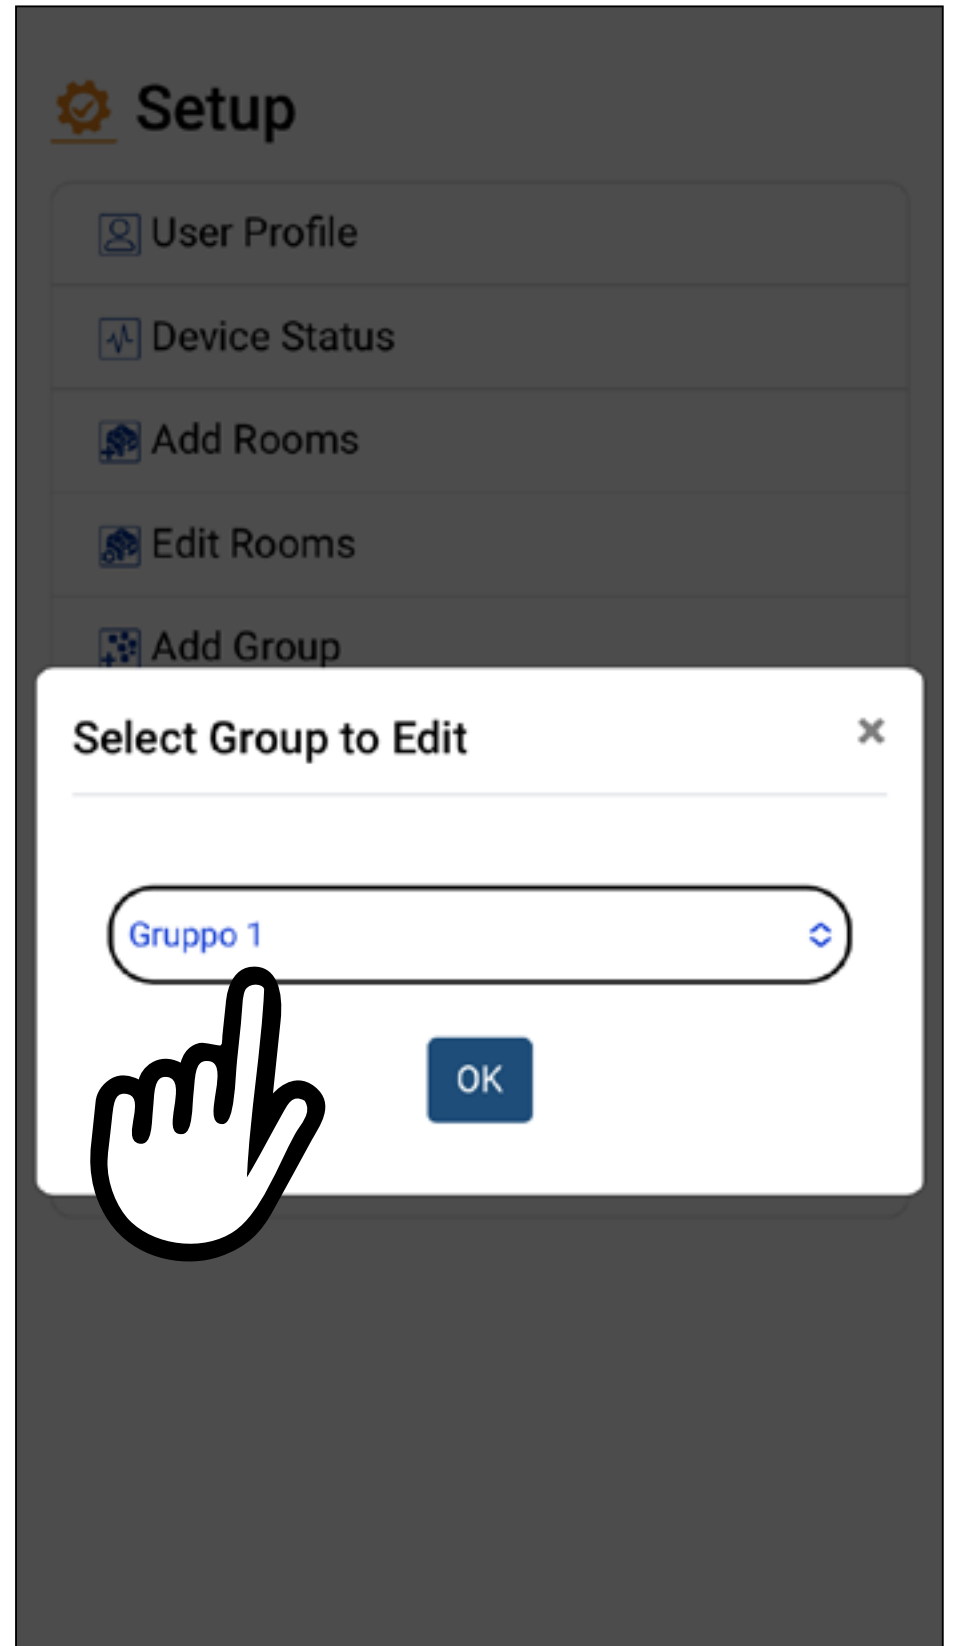 Setup
User Profile
Device Status
Add Rooms
Edit Rooms
Add Group
Select Group to Edit
Gruppo 1
OK